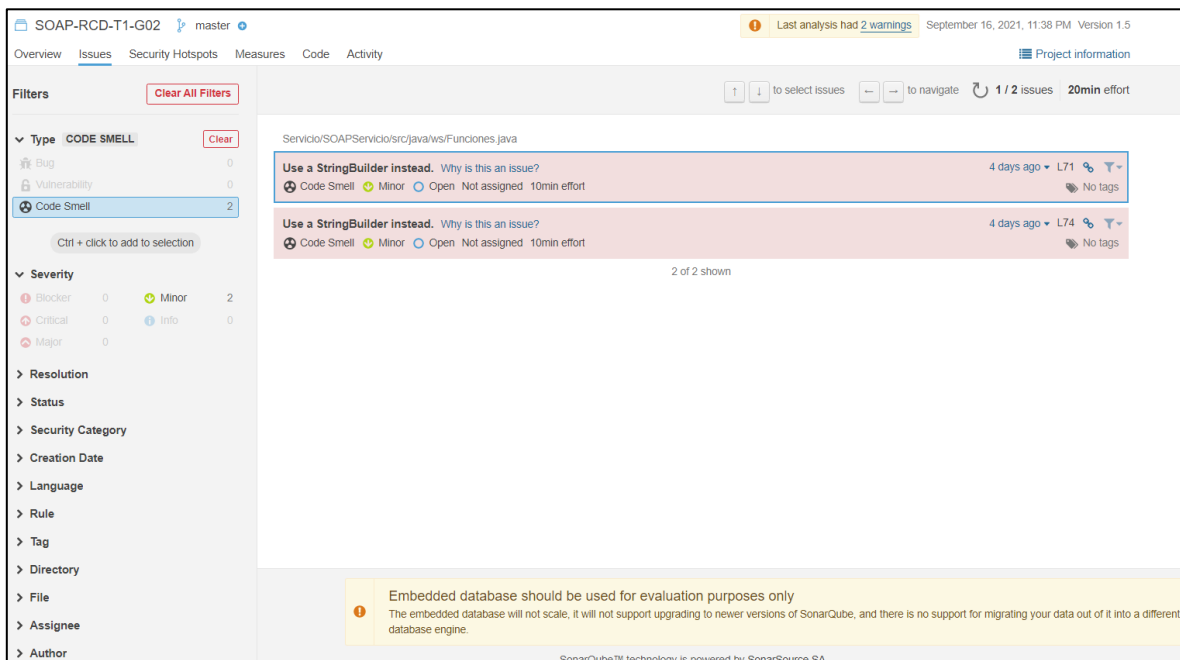 SOAP-RCD-T1-G02 master
Last analysis had 2 warnings September 16, 2021, 11:38 PM Version 1.5
Overview Issues Security Hotspots Measures Code Activity
Project information
Filters Clear All Filters
↑ ↓ to select issues ← → to navigate 1 / 2 issues 20min effort
Type CODE SMELL Clear
Bug 0
Vulnerability 0
Code Smell 2
Ctrl + click to add to selection
Severity
Blocker 0 Minor 2
Critical 0 Info 0
Major 0
Resolution
Status
Security Category
Creation Date
Language
Rule
Tag
Directory
File
Assignee
Author
Servicio/SOAPServicio/src/java/ws/Funciones.java
Use a StringBuilder instead. Why is this an issue? 4 days ago L71
Code Smell Minor Open Not assigned 10min effort No tags
Use a StringBuilder instead. Why is this an issue? 4 days ago L74
Code Smell Minor Open Not assigned 10min effort No tags
2 of 2 shown
Embedded database should be used for evaluation purposes only
The embedded database will not scale, it will not support upgrading to newer versions of SonarQube, and there is no support for migrating your data out of it into a different
database engine.
SonarQube™ technology is powered by SonarSource SA